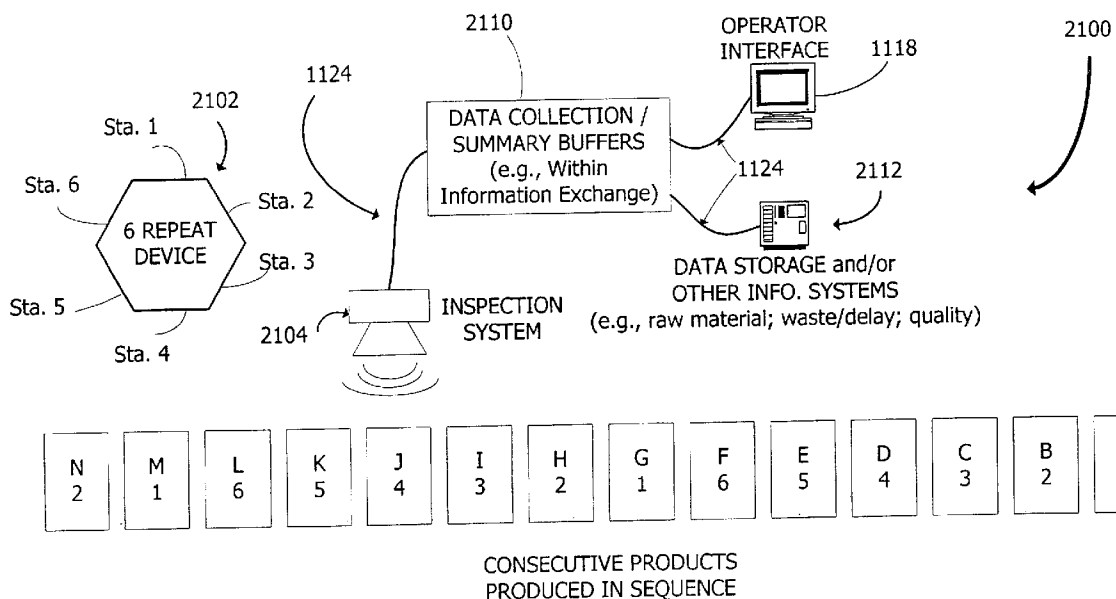 2110
OPERATOR
INTERFACE
2100
1124
1118
2102
Sta. 1
DATA COLLECTION /
SUMMARY BUFFERS
(e.g., Within
Information Exchange)
1124
2112
Sta. 6
Sta. 2
6 REPEAT
DEVICE
Sta. 3
DATA STORAGE and/or
OTHER INFO. SYSTEMS
(e.g., raw material; waste/delay; quality)
Sta. 5
INSPECTION
SYSTEM
2104
Sta. 4
N M L K J I H G F E D C B
2 1 6 5 4 3 2 1 6 5 4 3 2
CONSECUTIVE PRODUCTS
PRODUCED IN SEQUENCE